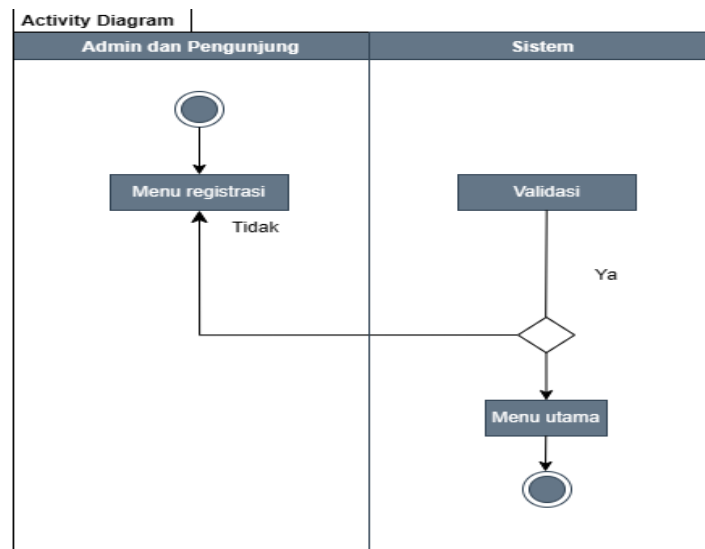 Activity Diagram
Admin dan Pengunjung
Sistem
Menu registrasi
Validasi
Tidak
Ya
Menu utama